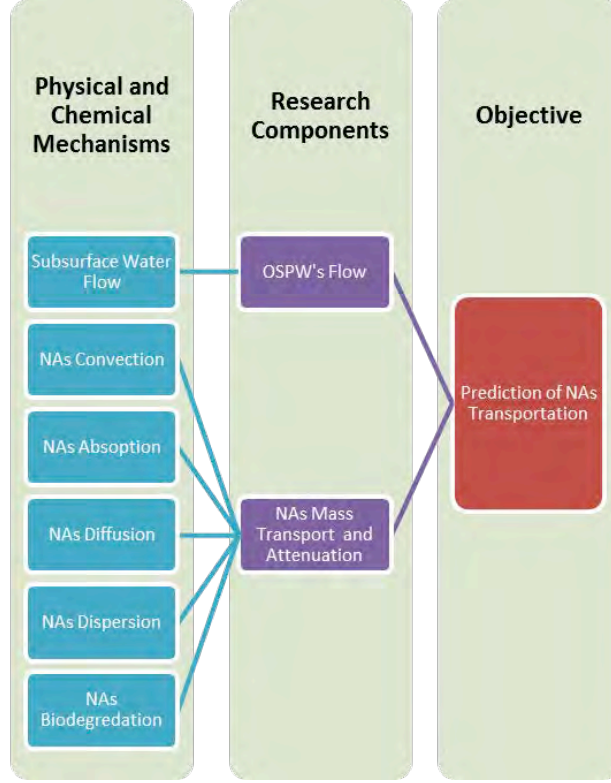 Physical and
Chemical
Mechanisms
Research
Components
Objective
Subsurface Water
Flow
OSPW's Flow
NAs Convection
Prediction of NAs
Transportation
NAs Absoption
NAs Diffusion
NAs Mass
Transport and
Attenuation
NAs Dispersion
NAs
Biodegredation